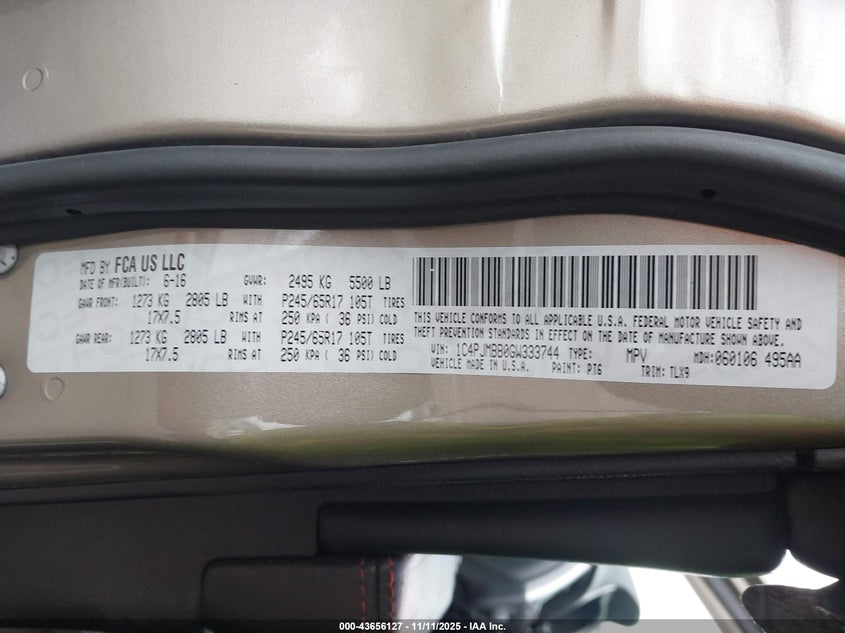 MFD BY FCA US LLC
DATE OF MFR(BUILT): 6-16 GVWR: 2495 KG 5500 LB
GAWR FRONT: 1273 KG 2805 LB WITH P245/65R17 105T TIRES
17X7.5 RIMS AT 250 KPA ( 36 PSI) COLD
GAWR REAR: 1273 KG 2805 LB WITH P245/65R17 105T TIRES
17X7.5 RIMS AT 250 KPA ( 36 PSI) COLD
THIS VEHICLE CONFORMS TO ALL APPLICABLE U.S.A. FEDERAL MOTOR VEHICLE SAFETY AND
THEFT PREVENTION STANDARDS IN EFFECT ON THE DATE OF MANUFACTURE SHOWN ABOVE.
VIN: 1C4PJMBB0GW333744 TYPE: MPV MDH:060106 495AA
VEHICLE MADE IN U.S.A. PAINT: PTG TRIM: TLX9
000-43656127 - 11/11/2025 - IAA Inc.